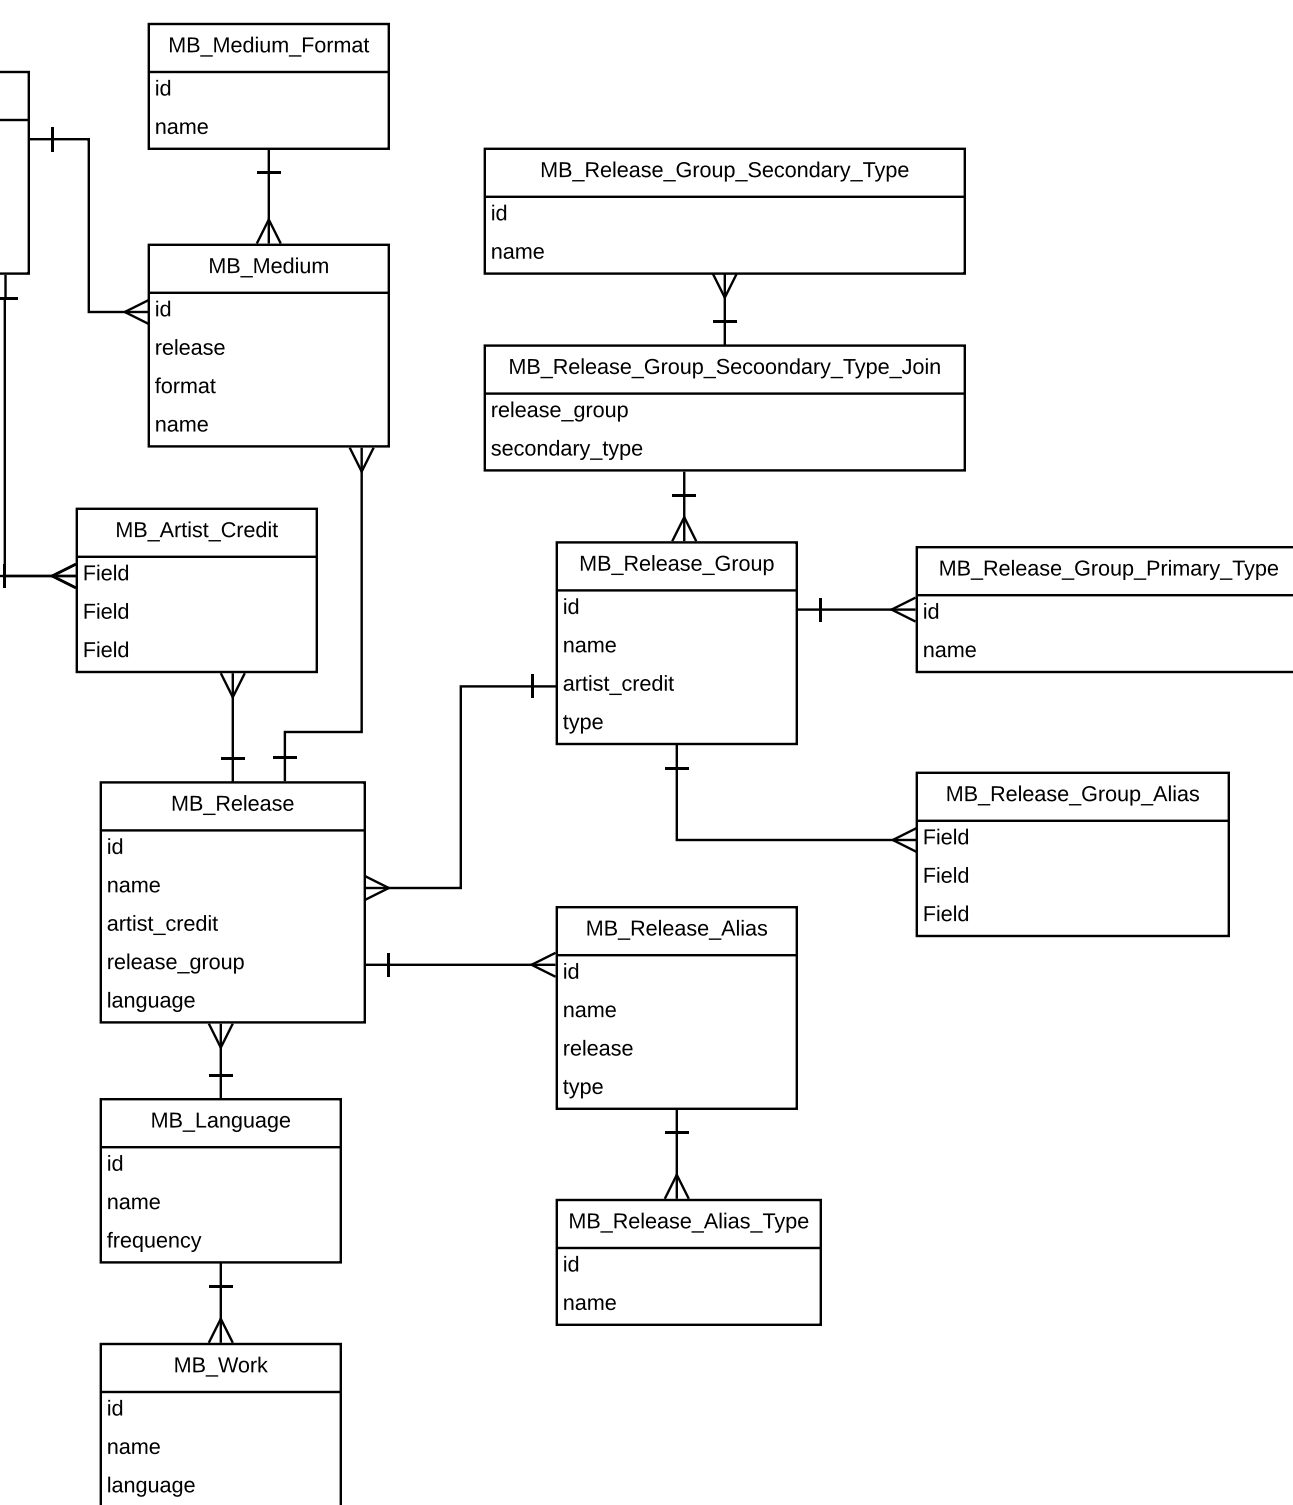 MB_Medium_Format
id
name
MB_Medium
id
release
format
name
MB_Release_Group_Secondary_Type
id
name
MB_Release_Group_Secoondary_Type_Join
release_group
secondary_type
MB_Artist_Credit
Field
Field
Field
MB_Release_Group
id
name
artist_credit
type
MB_Release_Group_Primary_Type
id
name
MB_Release_Group_Alias
Field
Field
Field
MB_Release
id
name
artist_credit
release_group
language
MB_Release_Alias
id
name
release
type
MB_Language
id
name
frequency
MB_Release_Alias_Type
id
name
MB_Work
id
name
language